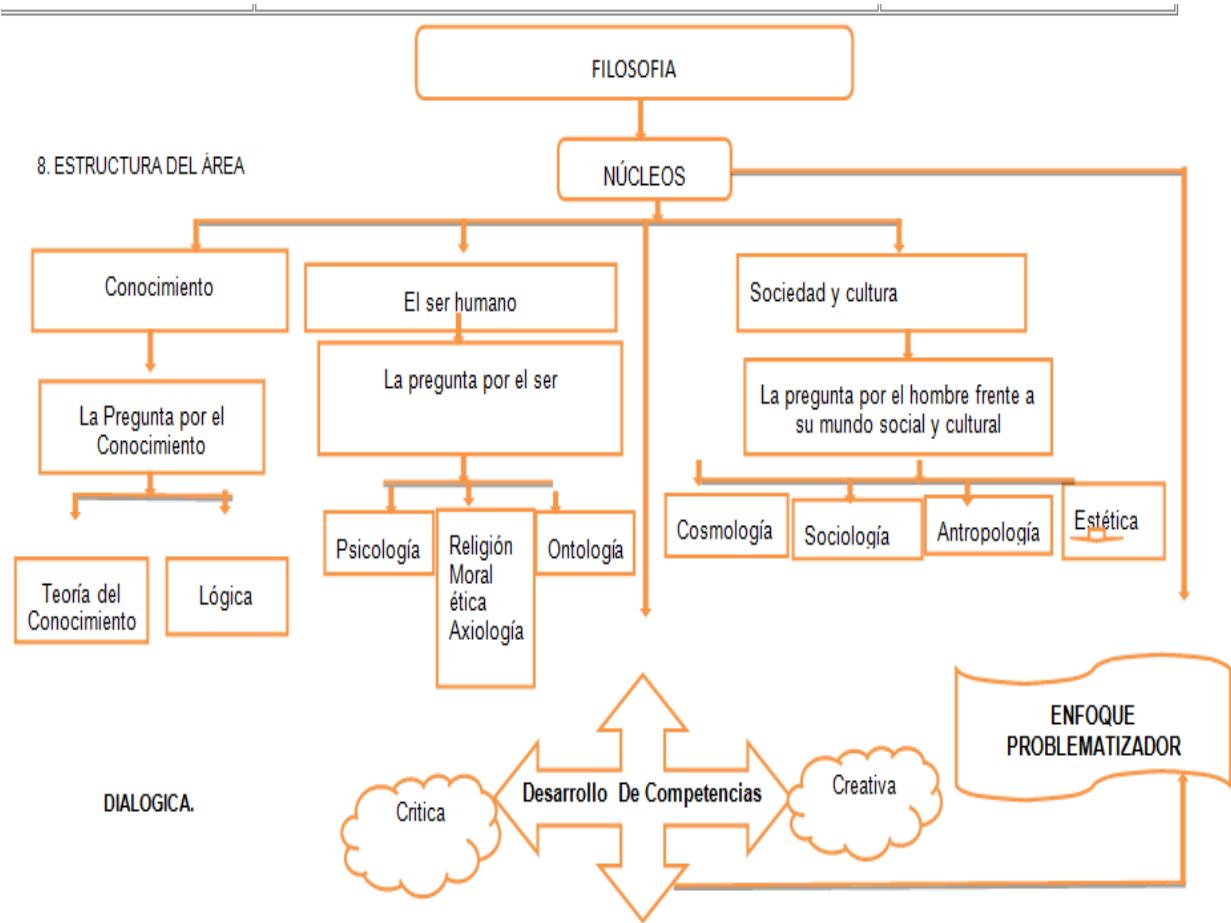 FILOSOFIA
8. ESTRUCTURA DEL ÀREA
NÚCLEOS
Conocimiento
El ser humano
Sociedad y cultura
La Pregunta por el
Conocimiento
La pregunta por el ser
La pregunta por el hombre frente a
su mundo social y cultural
Teoría del
Conocimiento
Lógica
Psicología
Religión
Moral
ética
Axiología
Ontología
Cosmología
Sociología
Antropología
Estética
DIALOGICA.
Critica
Desarrollo De Competencias
Creativa
ENFOQUE
PROBLEMATIZADOR